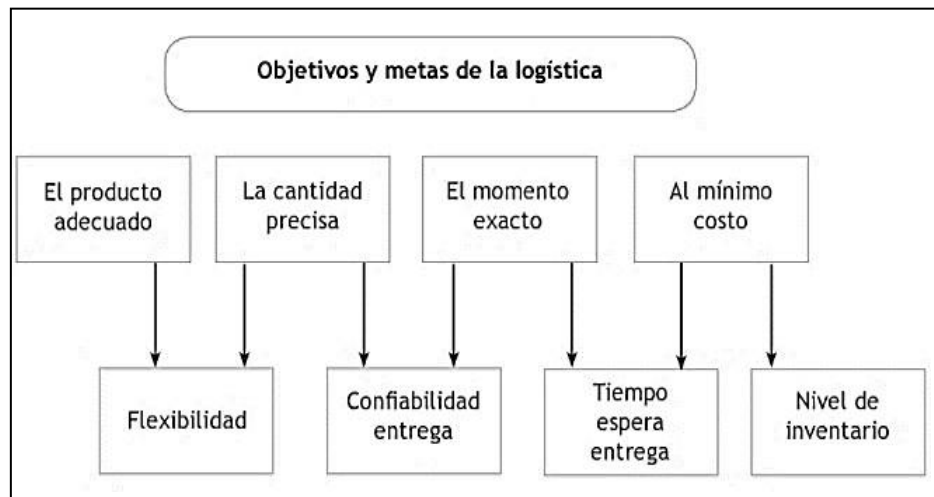 Objetivos y metas de la logística
El producto
adecuado
La cantidad
precisa
El momento
exacto
Al mínimo
costo
Flexibilidad
Confiabilidad
entrega
Tiempo
espera
entrega
Nivel de
inventario